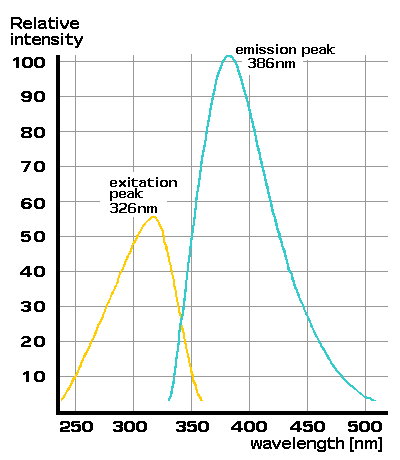 Relative
intensity
emission peak
386nm
100
90
80
70
exitation
peak
326nm
60
50
40
30
20
10
250 300 350 400 450 500
wavelength [nm]